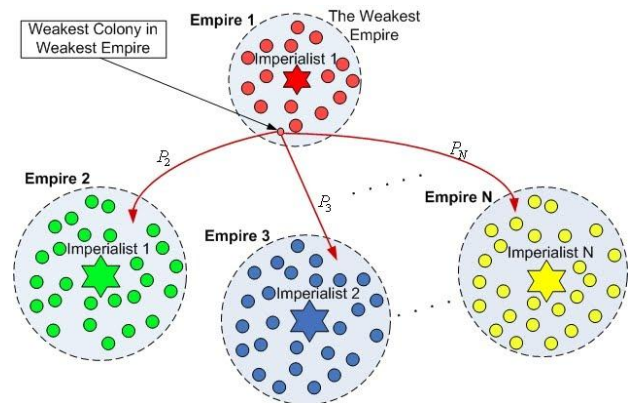 Weakest Colony in
Weakest Empire
Empire 1
The Weakest
Empire
Imperialist 1
P2
P3
PN
Empire 2
Imperialist 1
Empire 3
Imperialist 2
Empire N
Imperialist N